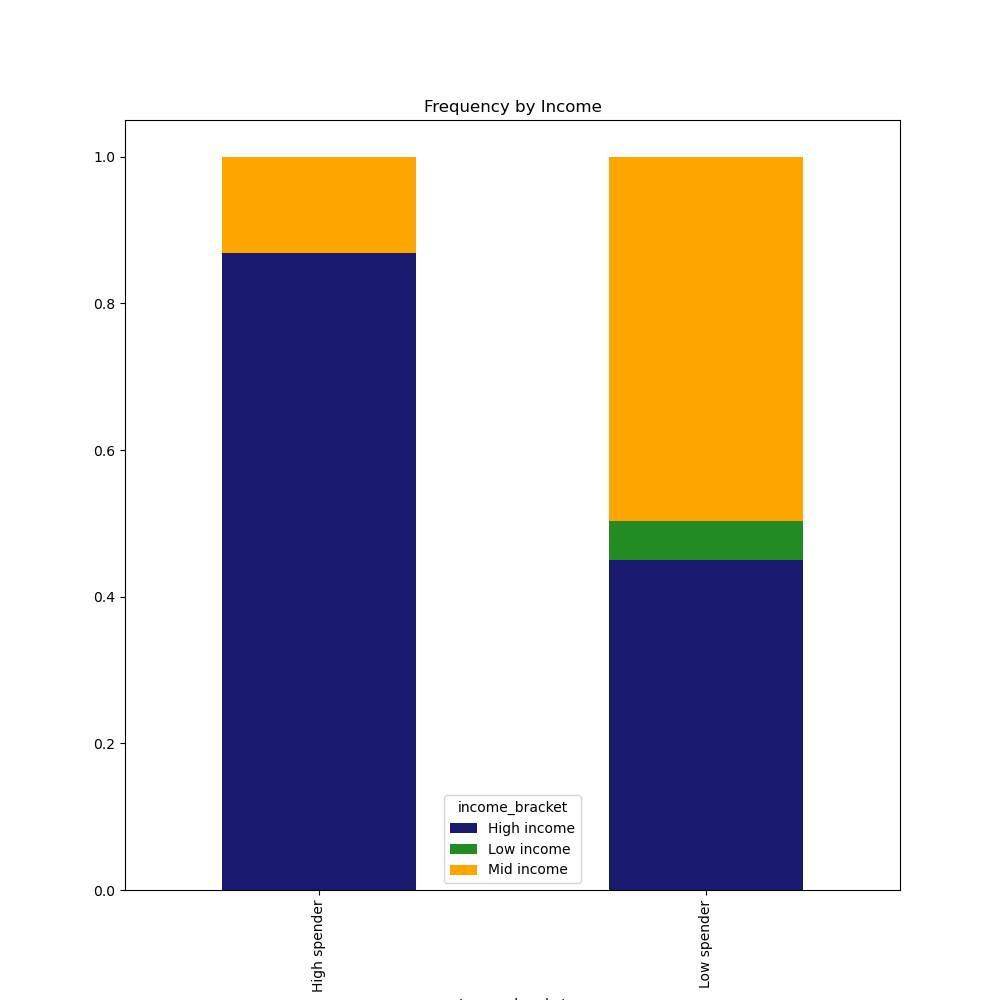 Frequency by Income
1.0
0.8
0.6
0.4
0.2
0.0
income_bracket
High income
Low income
Mid income
High spender
Low spender